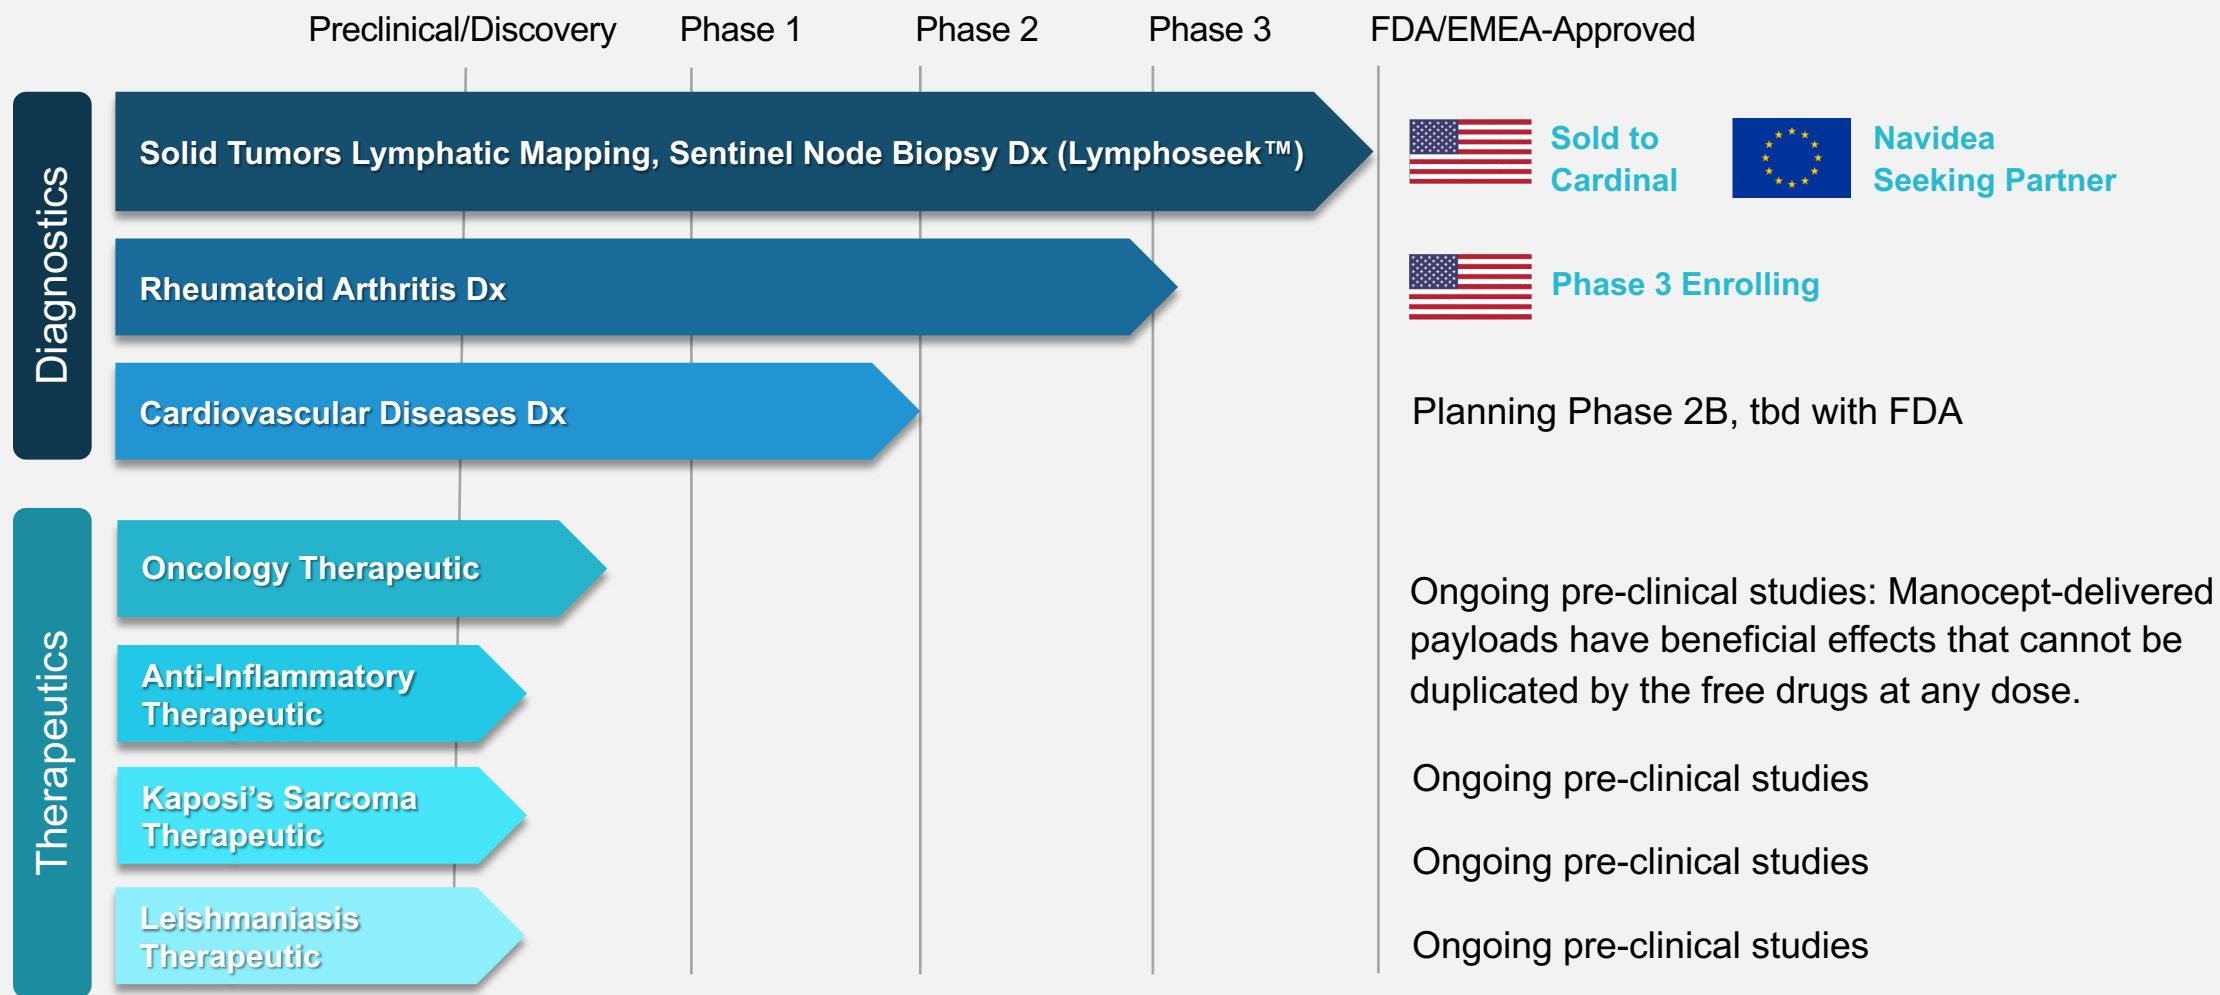 Preclinical/Discovery
Phase 1
Phase 2
Phase 3
FDA/EMEA-Approved
Diagnostics
Solid Tumors Lymphatic Mapping, Sentinel Node Biopsy Dx (Lymphoseek™)
Sold to
Cardinal
Navidea
Seeking Partner
Rheumatoid Arthritis Dx
Phase 3 Enrolling
Cardiovascular Diseases Dx
Planning Phase 2B, tbd with FDA
Therapeutics
Oncology Therapeutic
Ongoing pre-clinical studies: Manocept-delivered
payloads have beneficial effects that cannot be
duplicated by the free drugs at any dose.
Anti-Inflammatory
Therapeutic
Ongoing pre-clinical studies
Kaposi’s Sarcoma
Therapeutic
Ongoing pre-clinical studies
Leishmaniasis
Therapeutic
Ongoing pre-clinical studies